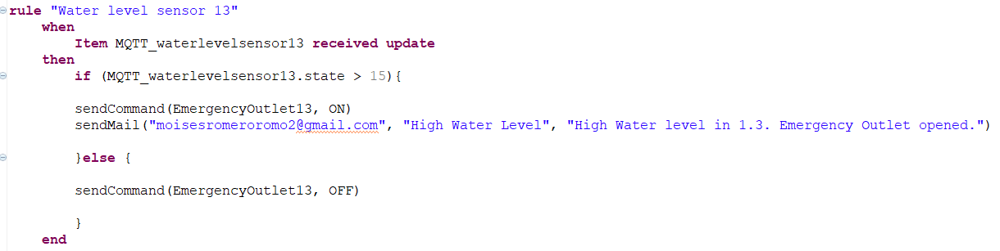 rule "Water level sensor 13"
when
Item MQTT_waterlevelsensor13 received update
then
if (MQTT_waterlevelsensor13.state > 15){
sendCommand(EmergencyOutlet13, ON)
sendMail("moisesromeroromo2@gmail.com", "High Water Level", "High Water level in 1.3. Emergency Outlet opened.")
}else {
sendCommand(EmergencyOutlet13, OFF)
}
end